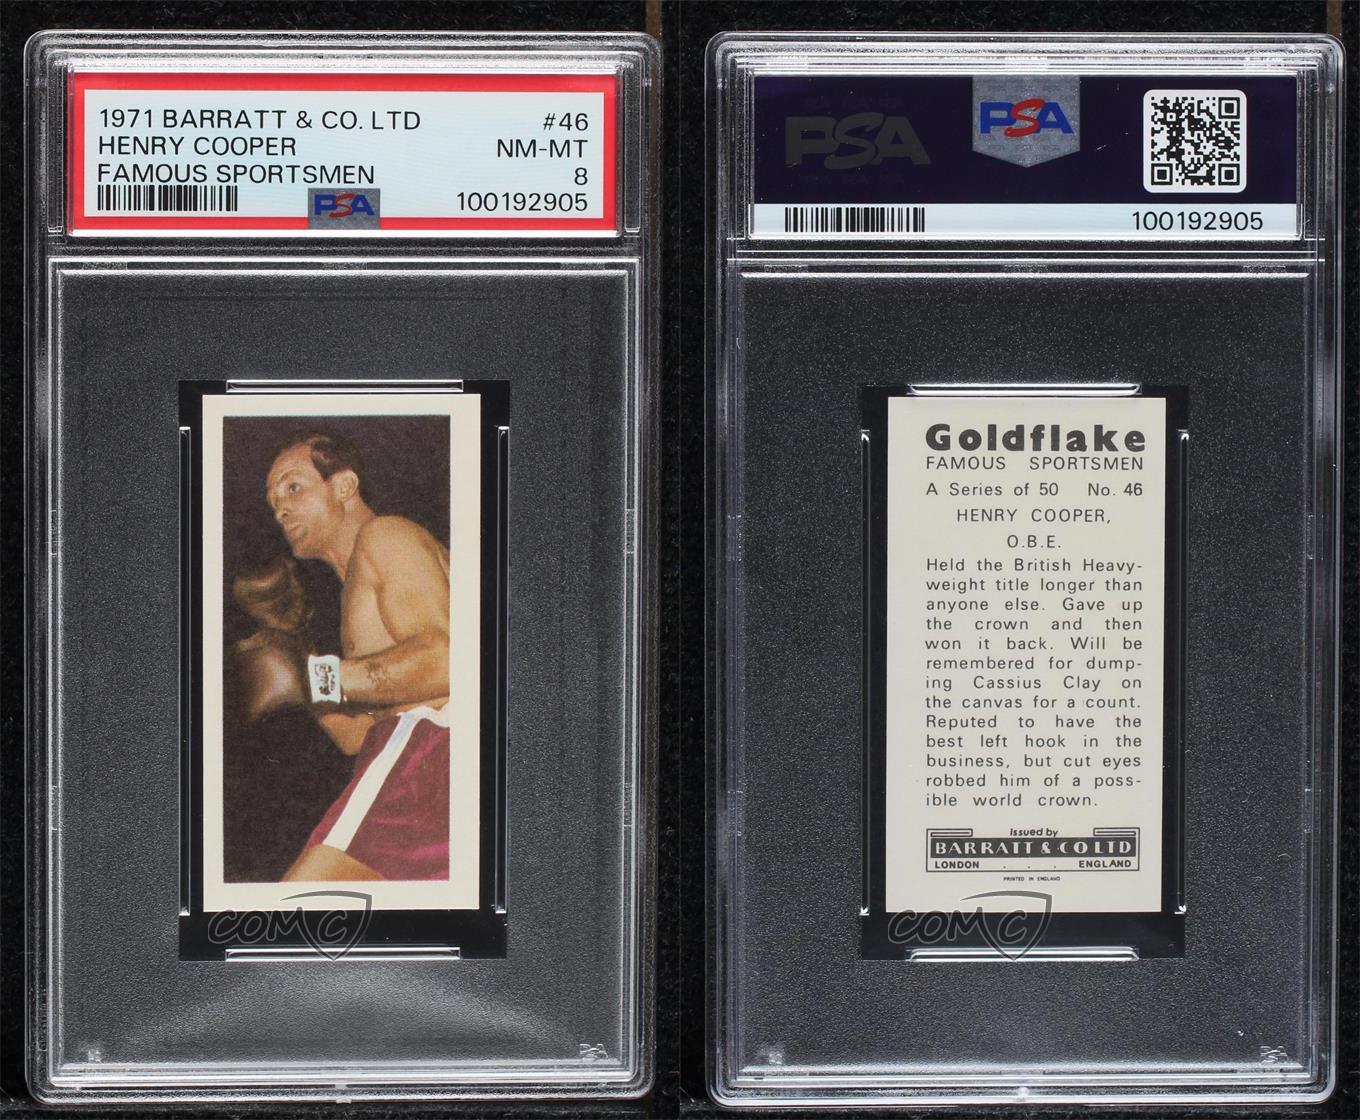 1971 BARRATT & CO. LTD #46
HENRY COOPER NM-MT
FAMOUS SPORTSMEN 8
PSA 100192905
COMC
PSA
PSA
100192905
Goldflake
FAMOUS SPORTSMEN
A Series of 50 No. 46
HENRY COOPER,
O.B.E.
Held the British Heavy-
weight title longer than
anyone else. Gave up
the crown and then
won it back. Will be
remembered for dump-
ing Cassius Clay on
the canvas for a count.
Reputed to have the
best left hook in the
business, but cut eyes
robbed him of a poss-
ible world crown.
Issued by
BARRATT & CO LTD
LONDON . . . ENGLAND
PRINTED IN ENGLAND
COMC